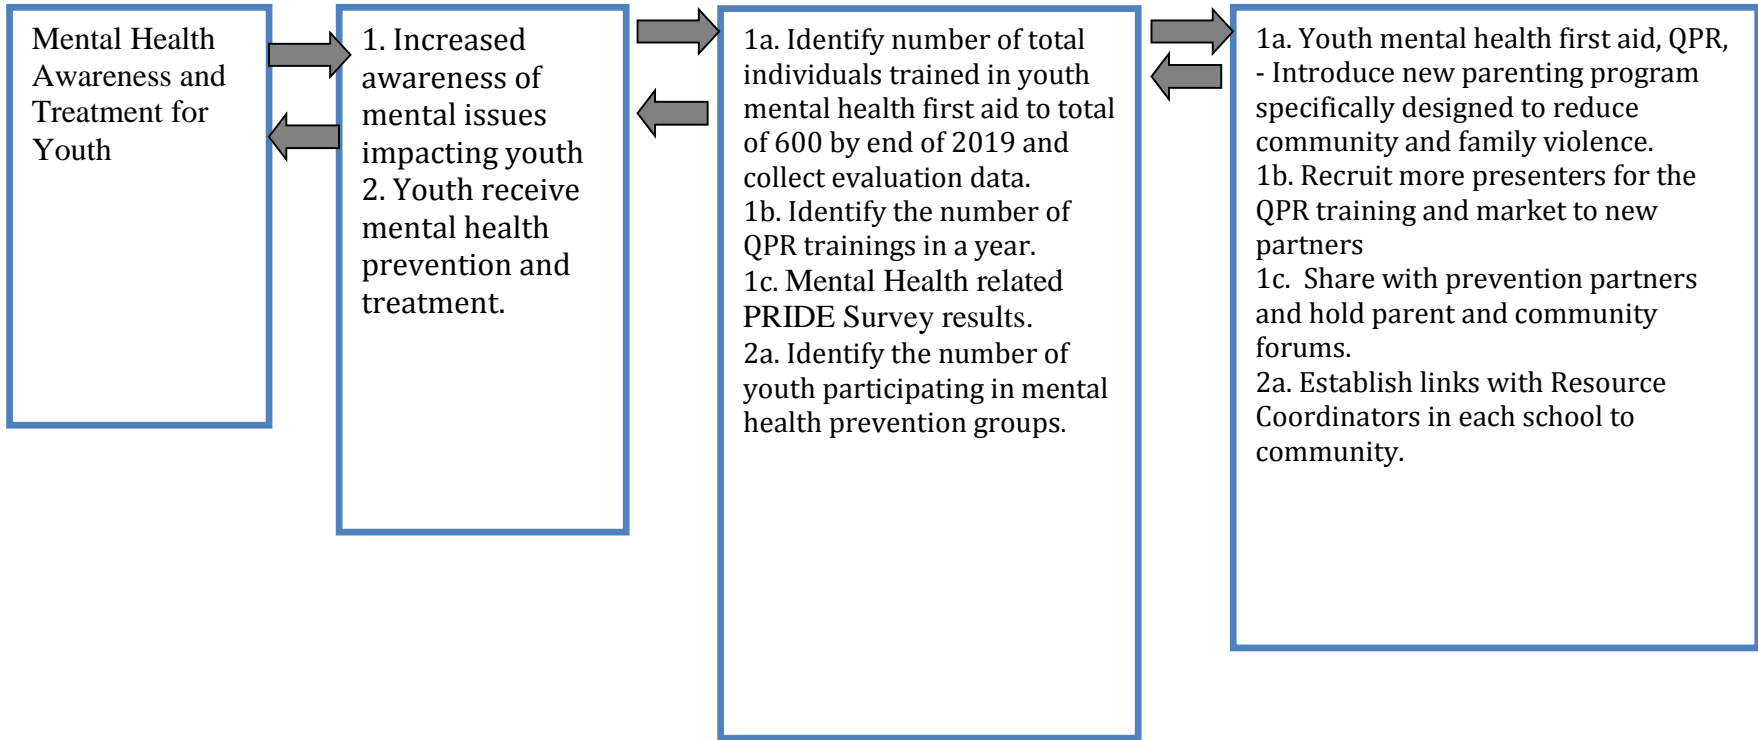 Mental Health
Awareness and
Treatment for
Youth
1. Increased
awareness of
mental issues
impacting youth
2. Youth receive
mental health
prevention and
treatment.
1a. Identify number of total
individuals trained in youth
mental health first aid to total
of 600 by end of 2019 and
collect evaluation data.
1b. Identify the number of
QPR trainings in a year.
1c. Mental Health related
PRIDE Survey results.
2a. Identify the number of
youth participating in mental
health prevention groups.
1a. Youth mental health first aid, QPR,
- Introduce new parenting program
specifically designed to reduce
community and family violence.
1b. Recruit more presenters for the
QPR training and market to new
partners
1c.  Share with prevention partners
and hold parent and community
forums.
2a. Establish links with Resource
Coordinators in each school to
community.